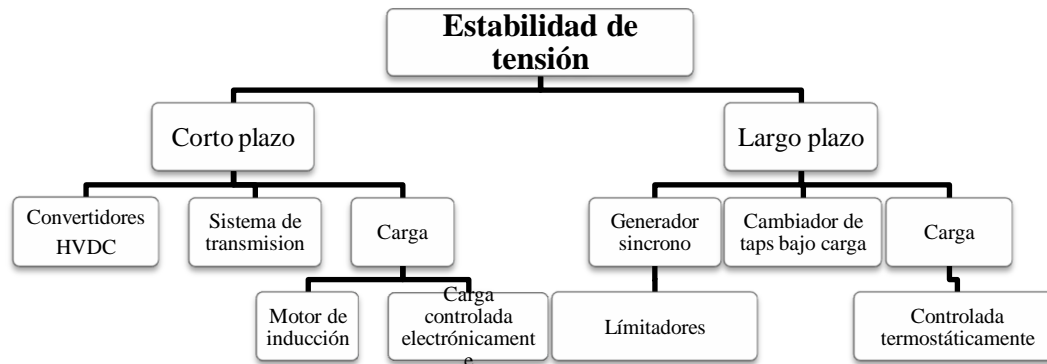 Estabilidad de
tensión
Corto plazo
Largo plazo
Convertidores
HVDC
Sistema de
transmision
Carga
Generador
sincrono
Cambiador de
taps bajo carga
Carga
Motor de
inducción
Carga
controlada
electrónicament
e
Límitadores
Controlada
termostáticamente